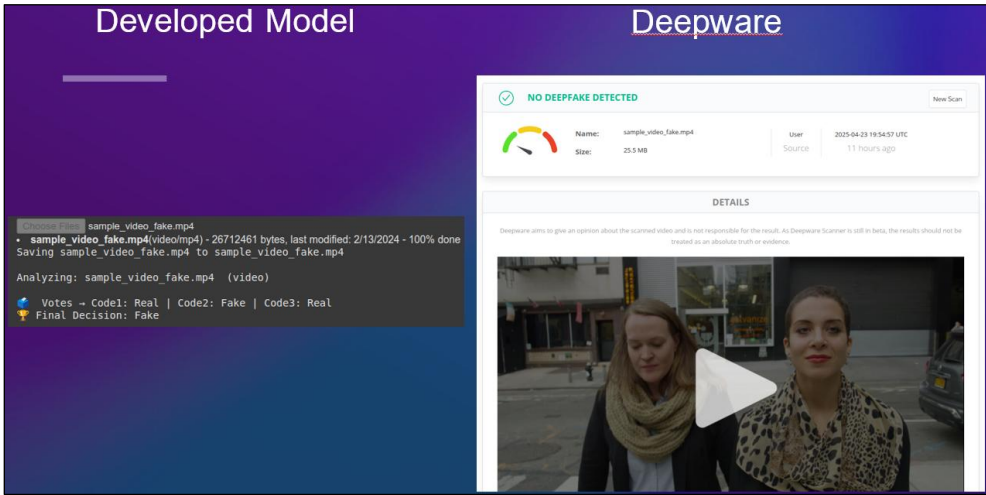 Developed Model
Deepware
NO DEEPFAKE DETECTED
New Scan
Name: sample_video_fake.mp4
User 2025-04-23 19:54:57 UTC
Size: 25.5 MB
Source 11 hours ago
DETAILS
Deepware aims to give an opinion about the scanned video and is not responsible for the result. As Deepware Scanner is still in beta, the results should not be
treated as an absolute truth or evidence.
Choose Files sample_video_fake.mp4
• sample_video_fake.mp4(video/mp4) - 26712461 bytes, last modified: 2/13/2024 - 100% done
Saving sample_video_fake.mp4 to sample_video_fake.mp4
Analyzing: sample_video_fake.mp4 (video)
🗳️ Votes → Code1: Real | Code2: Fake | Code3: Real
🏆 Final Decision: Fake